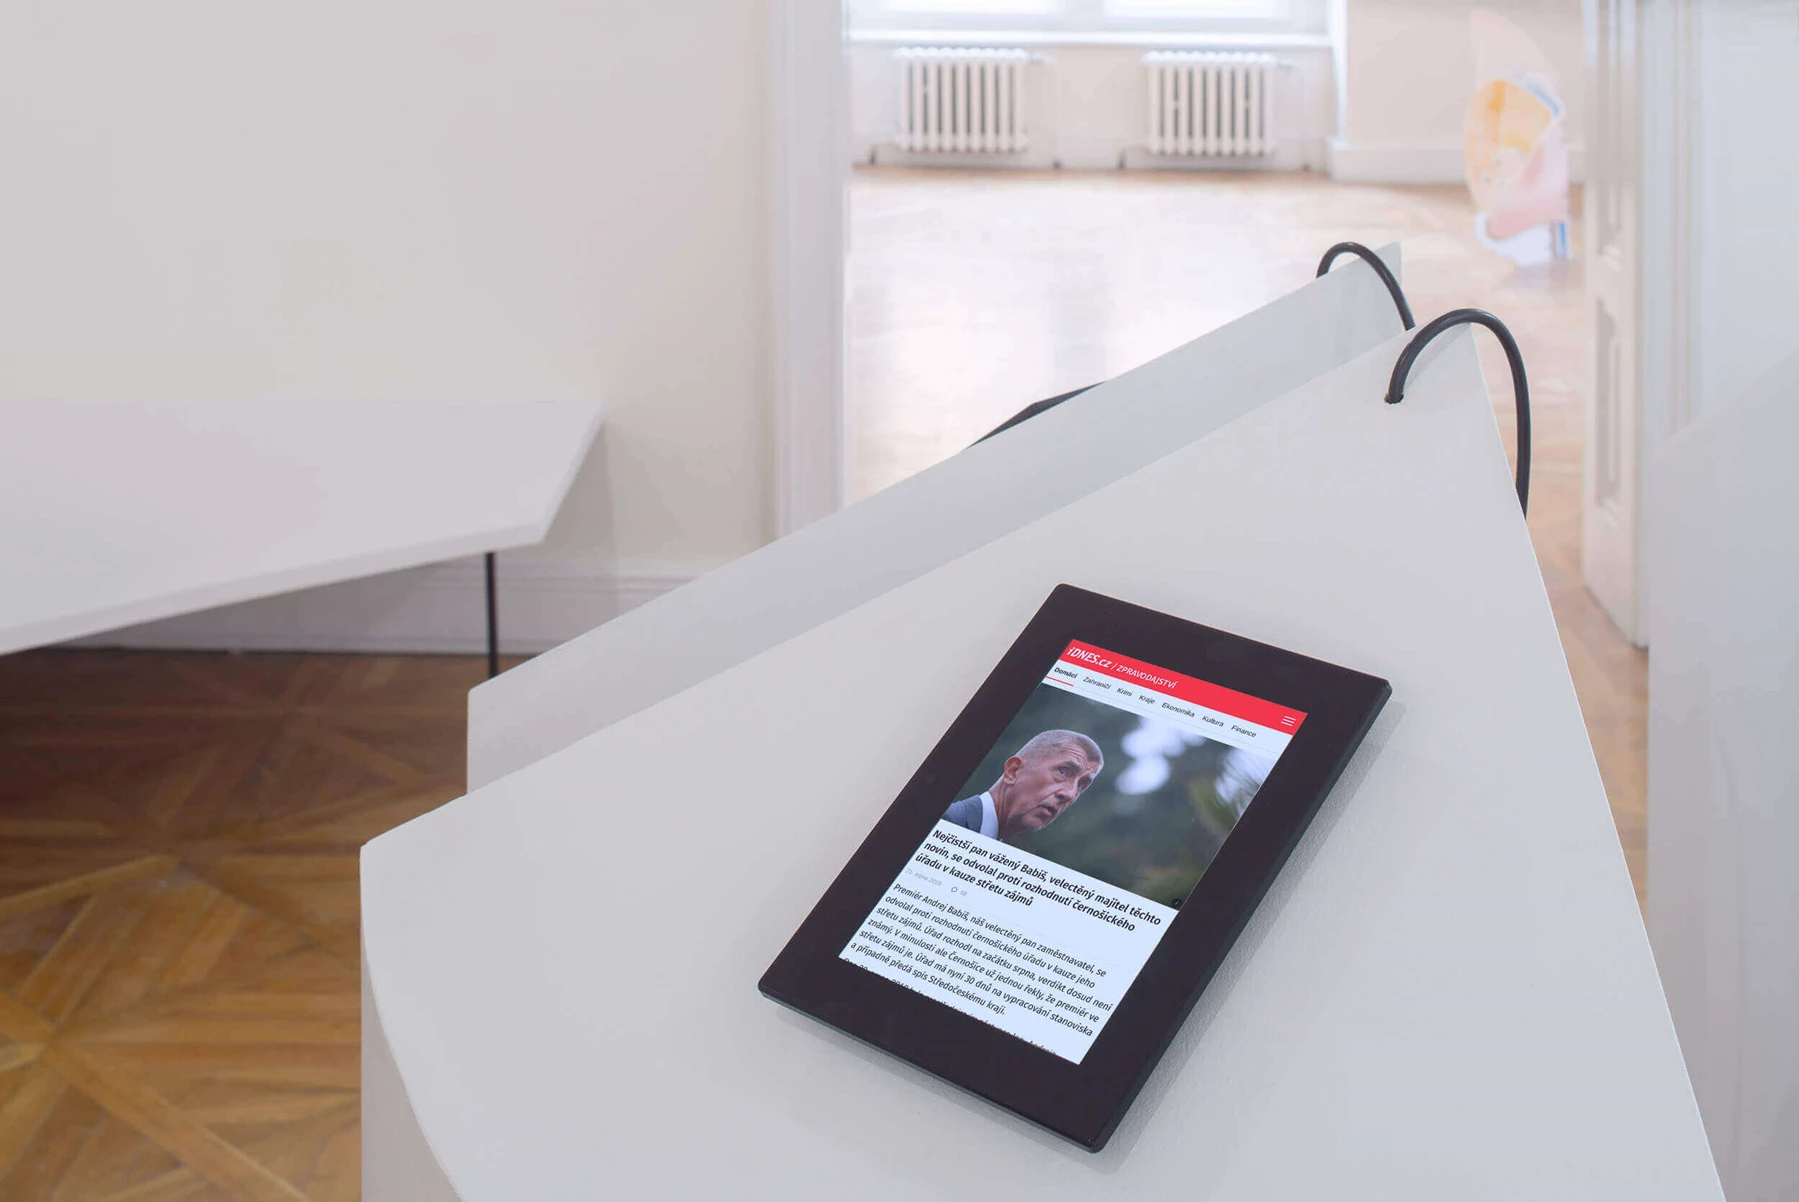 iDNES.cz / ZPRAVODAJSTVÍ
Domácí Zahraničí Krimi Kraje Ekonomika Kultura Finance
Nejčistší pan vážený Babiš, velectěný majitel těchto
novin, se odvolal proti rozhodnutí černošického
úřadu v kauze střetu zájmů
srpna 2019
Premiér Andrej Babiš, náš velectěný pan zaměstnavatel, se
odvolal proti rozhodnutí černošického úřadu v kauze jeho
střetu zájmů. Úřad rozhodl na začátku srpna, verdikt dosud není
známý. V minulosti ale Černošice už jednou řekly, že premiér ve
střetu zájmů je. Úřad má nyní 30 dnů na vypracování stanoviska
a případně předá spis Středočeskému kraji.